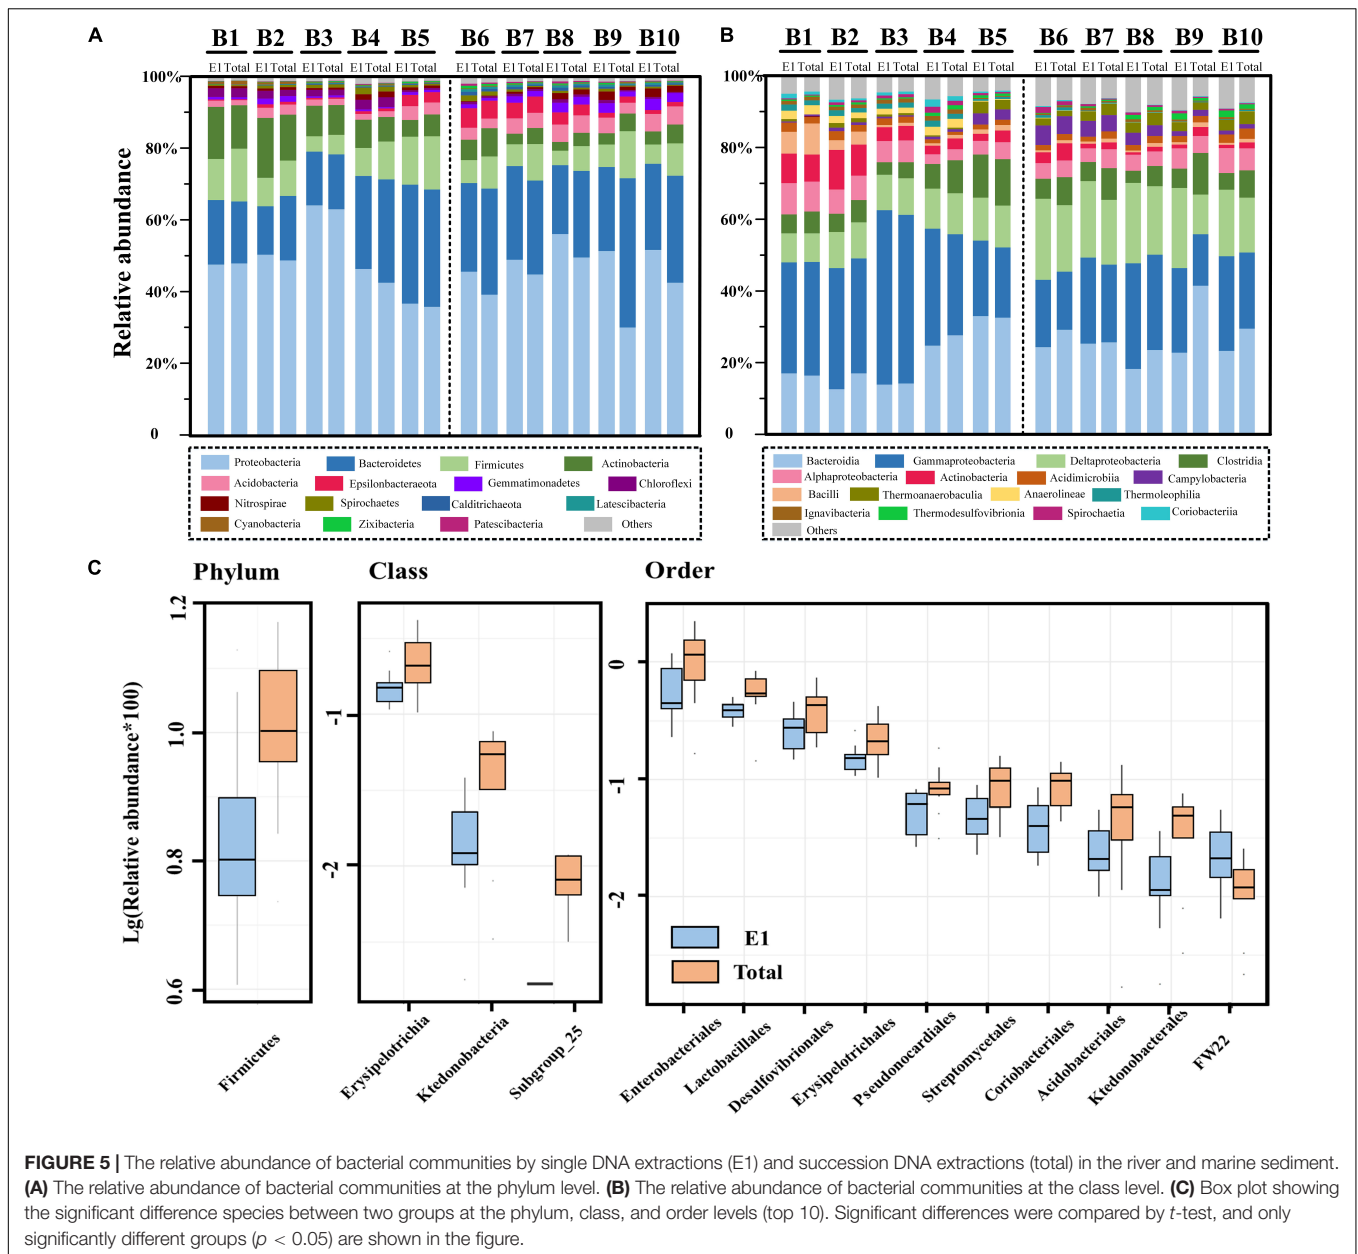 A
B1 B2 B3 B4 B5 B6 B7 B8 B9 B10
E1 Total E1 Total E1 Total E1 Total E1 Total E1 Total E1 Total E1 Total E1 Total E1 Total
100%
80%
60%
40%
20%
0
Relative abundance
Proteobacteria Bacteroidetes Firmicutes Actinobacteria
Acidobacteria Epsilonbacteraeota Gemmatimonadetes Chloroflexi
Nitrospirae Spirochaetes Calditrichaeota Latescibacteria
Cyanobacteria Zixibacteria Patescibacteria Others
B
B1 B2 B3 B4 B5 B6 B7 B8 B9 B10
E1 Total E1 Total E1 Total E1 Total E1 Total E1 Total E1 Total E1 Total E1 Total E1 Total
100%
80%
60%
40%
20%
0
Bacteroidia Gammaproteobacteria Deltaproteobacteria Clostridia
Alphaproteobacteria Actinobacteria Acidimicrobiia Campylobacteria
Bacilli Thermoanaerobaculia Anaerolineae Thermoleophilia
Ignavibacteria Thermodesulfovibrionia Spirochaetia Coriobacteriia
Others
C
Phylum Class Order
Lg(Relative abundance*100)
1.2
1.0
0.8
0.6
Firmicutes
-1
-2
Erysipelotrichia Ktedonobacteria Subgroup_25
0
-1
-2
E1
Total
Enterobacteriales Lactobacillales Desulfovibrionales Erysipelotrichales Pseudonocardiales Streptomycetales Coriobacteriales Acidobacteriales Ktedonobacterales FW22
FIGURE 5 | The relative abundance of bacterial communities by single DNA extractions (E1) and succession DNA extractions (total) in the river and marine sediment.
(A) The relative abundance of bacterial communities at the phylum level. (B) The relative abundance of bacterial communities at the class level. (C) Box plot showing
the significant difference species between two groups at the phylum, class, and order levels (top 10). Significant differences were compared by t-test, and only
significantly different groups (p < 0.05) are shown in the figure.